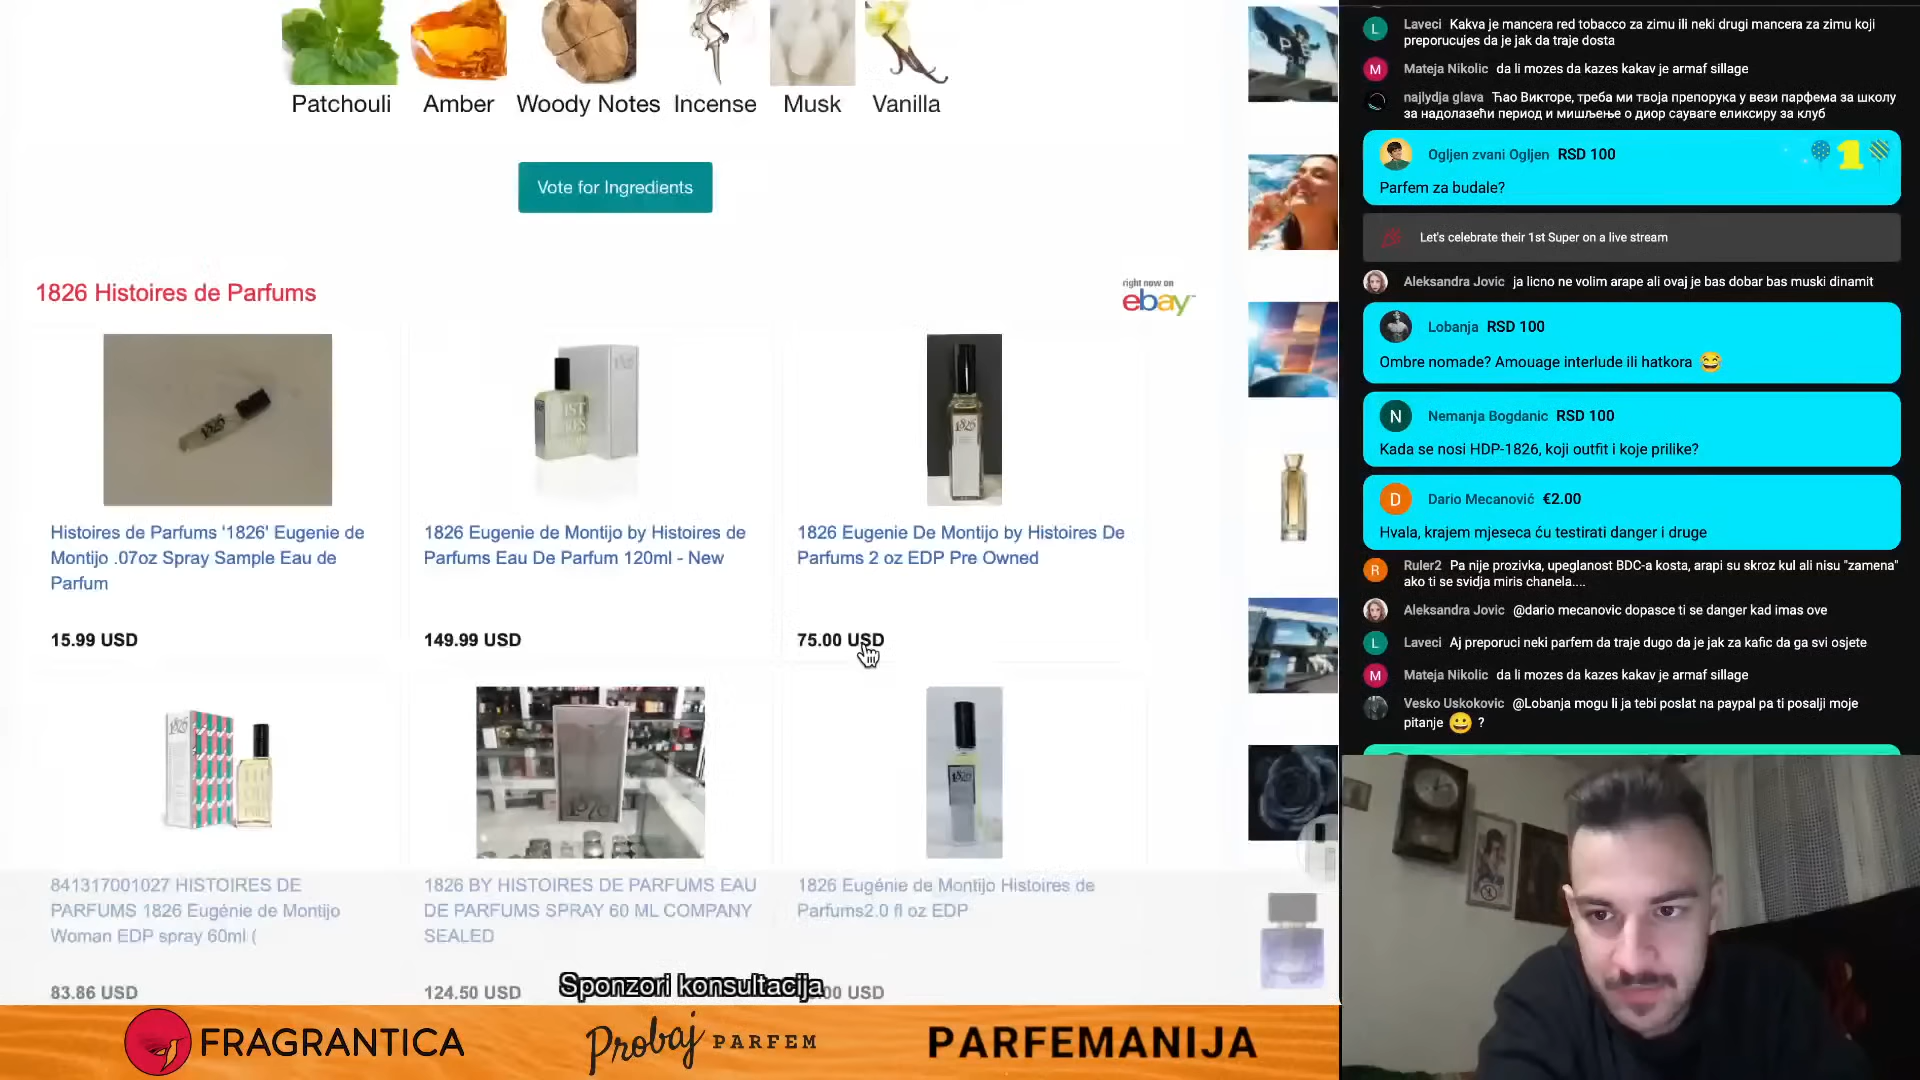 Patchouli
Amber
Woody Notes
Incense
Musk
Vanilla
Vote for Ingredients
1826 Histoires de Parfums
right now on
ebay
Histoires de Parfums '1826' Eugenie de
Montijo .07oz Spray Sample Eau de
Parfum
15.99 USD
1826 Eugenie de Montijo by Histoires de
Parfums Eau De Parfum 120ml - New
149.99 USD
1826 Eugenie De Montijo by Histoires De
Parfums 2 oz EDP Pre Owned
75.00 USD
841317001027 HISTOIRES DE
PARFUMS 1826 Eugénie de Montijo
Woman EDP spray 60ml (
83.86 USD
1826 BY HISTOIRES DE PARFUMS EAU
DE PARFUMS SPRAY 60 ML COMPANY
SEALED
124.50 USD
1826 Eugénie de Montijo Histoires de
Parfums2.0 fl oz EDP
.00 USD
Sponzori konsultacija
FRAGRANTICA
Probaj PARFEM
PARFEMANIJA
L Laveci Kakva je mancera red tobacco za zimu ili neki drugi mancera za zimu koji
preporucujes da je jak da traje dosta
M Mateja Nikolic da li mozes da kazes kakav je armaf sillage
najlydja glava Ћао Викторе, треба ми твоја препорука у вези парфема за школу
за надолазећи период и мишљење о диор сауваге еликсиру за клуб
Ogljen zvani Ogljen RSD 100
1
Parfem za budale?
Let's celebrate their 1st Super on a live stream
Aleksandra Jovic ja licno ne volim arape ali ovaj je bas dobar bas muski dinamit
Lobanja RSD 100
Ombre nomade? Amouage interlude ili hatkora 😂
N Nemanja Bogdanic RSD 100
Kada se nosi HDP-1826, koji outfit i koje prilike?
D Dario Mecanović €2.00
Hvala, krajem mjeseca ću testirati danger i druge
R Ruler2 Pa nije prozivka, upeglanost BDC-a kosta, arapi su skroz kul ali nisu "zamena"
ako ti se svidja miris chanela....
Aleksandra Jovic @dario mecanovic dopasce ti se danger kad imas ove
L Laveci Aj preporuci neki parfem da traje dugo da je jak za kafic da ga svi osjete
M Mateja Nikolic da li mozes da kazes kakav je armaf sillage
Vesko Uskokovic @Lobanja mogu li ja tebi poslat na paypal pa ti posalji moje
pitanje 😀 ?